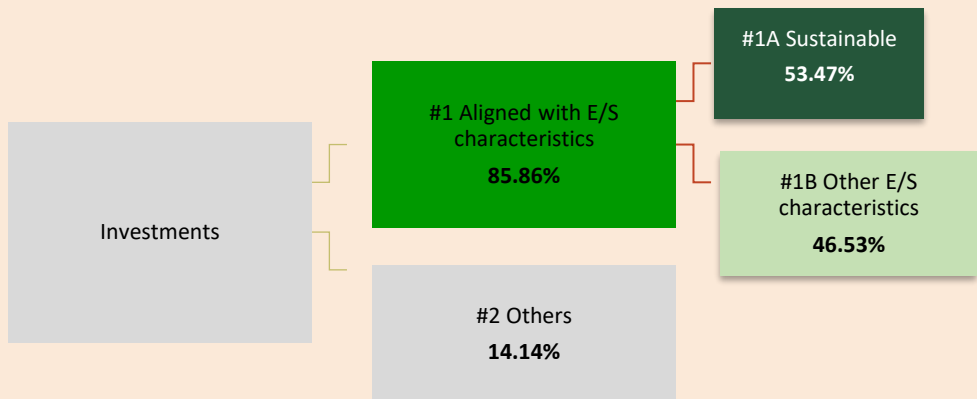 Investments
#1 Aligned with E/S
characteristics
85.86%
#2 Others
14.14%
#1A Sustainable
53.47%
#1B Other E/S
characteristics
46.53%